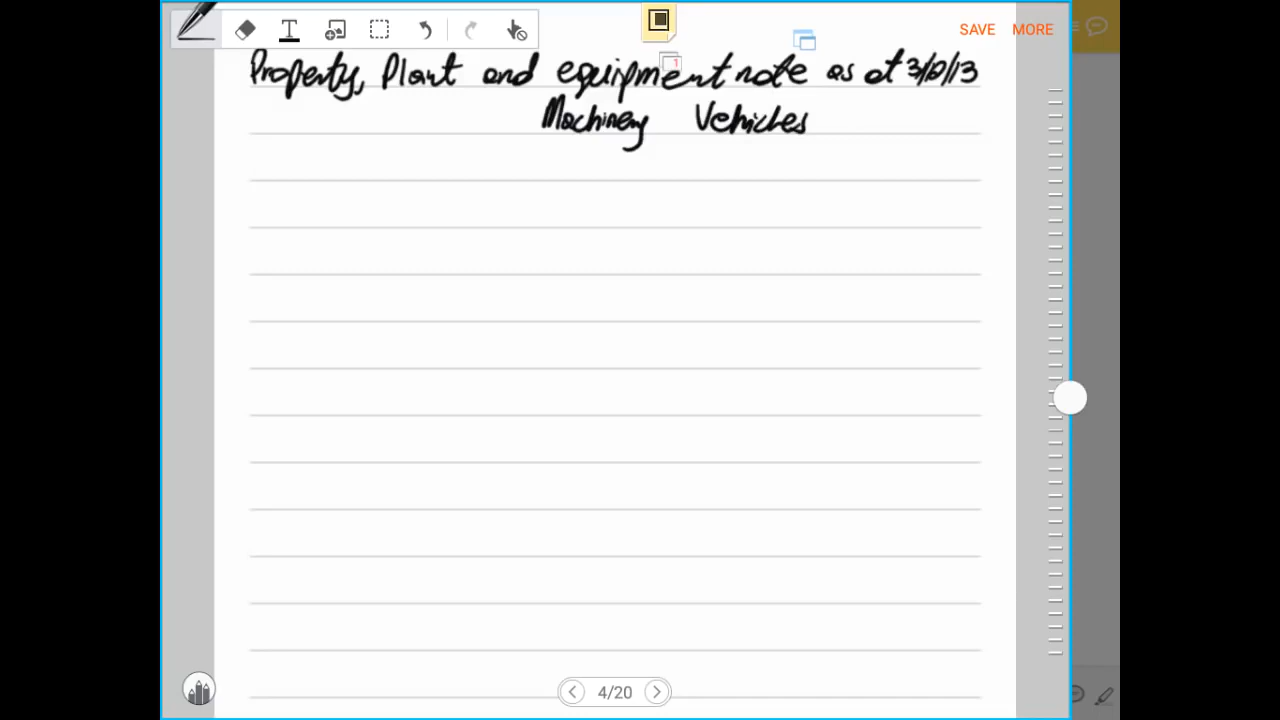 SAVE MORE
Property, Plant and equipment note as at 31/12/13
Machinery Vehicles
4/20